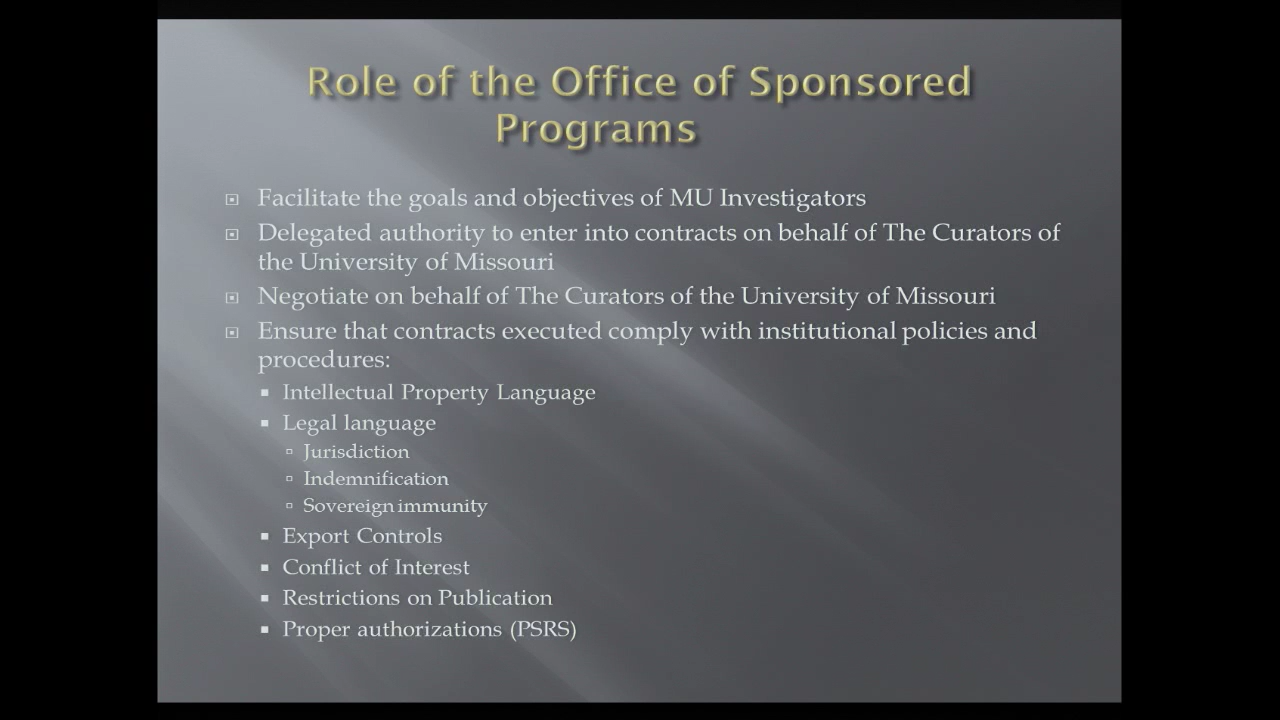 Role of the Office of Sponsored
Programs
Facilitate the goals and objectives of MU Investigators
Delegated authority to enter into contracts on behalf of The Curators of
the University of Missouri
Negotiate on behalf of The Curators of the University of Missouri
Ensure that contracts executed comply with institutional policies and
procedures:
Intellectual Property Language
Legal language
Jurisdiction
Indemnification
Sovereign immunity
Export Controls
Conflict of Interest
Restrictions on Publication
Proper authorizations (PSRS)